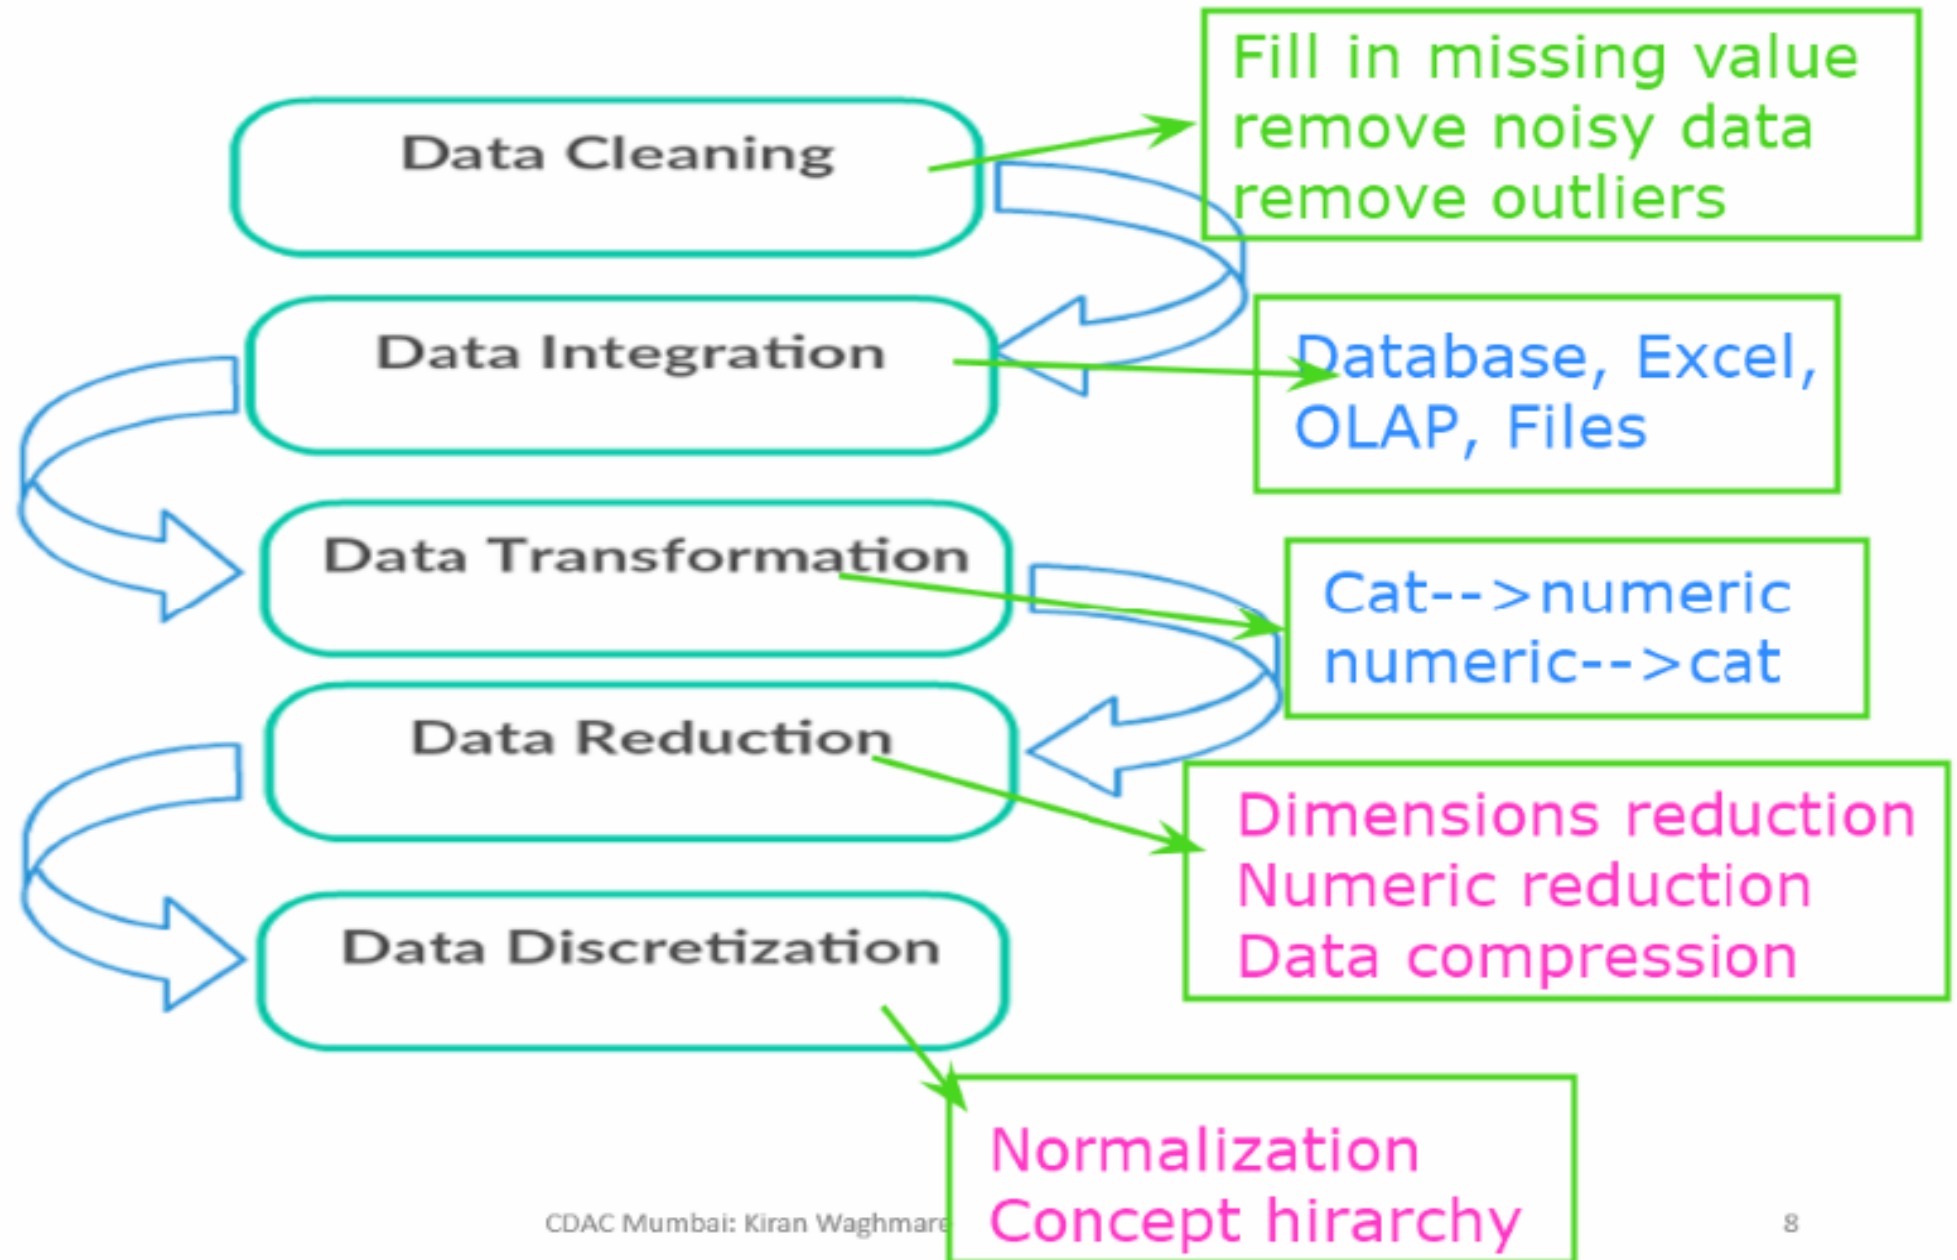 Data Cleaning
Fill in missing value
remove noisy data
remove outliers
Data Integration
Database, Excel,
OLAP, Files
Data Transformation
Cat-->numeric
numeric-->cat
Data Reduction
Dimensions reduction
Numeric reduction
Data compression
Data Discretization
Normalization
Concept hirarchy
CDAC Mumbai: Kiran Waghmare
8